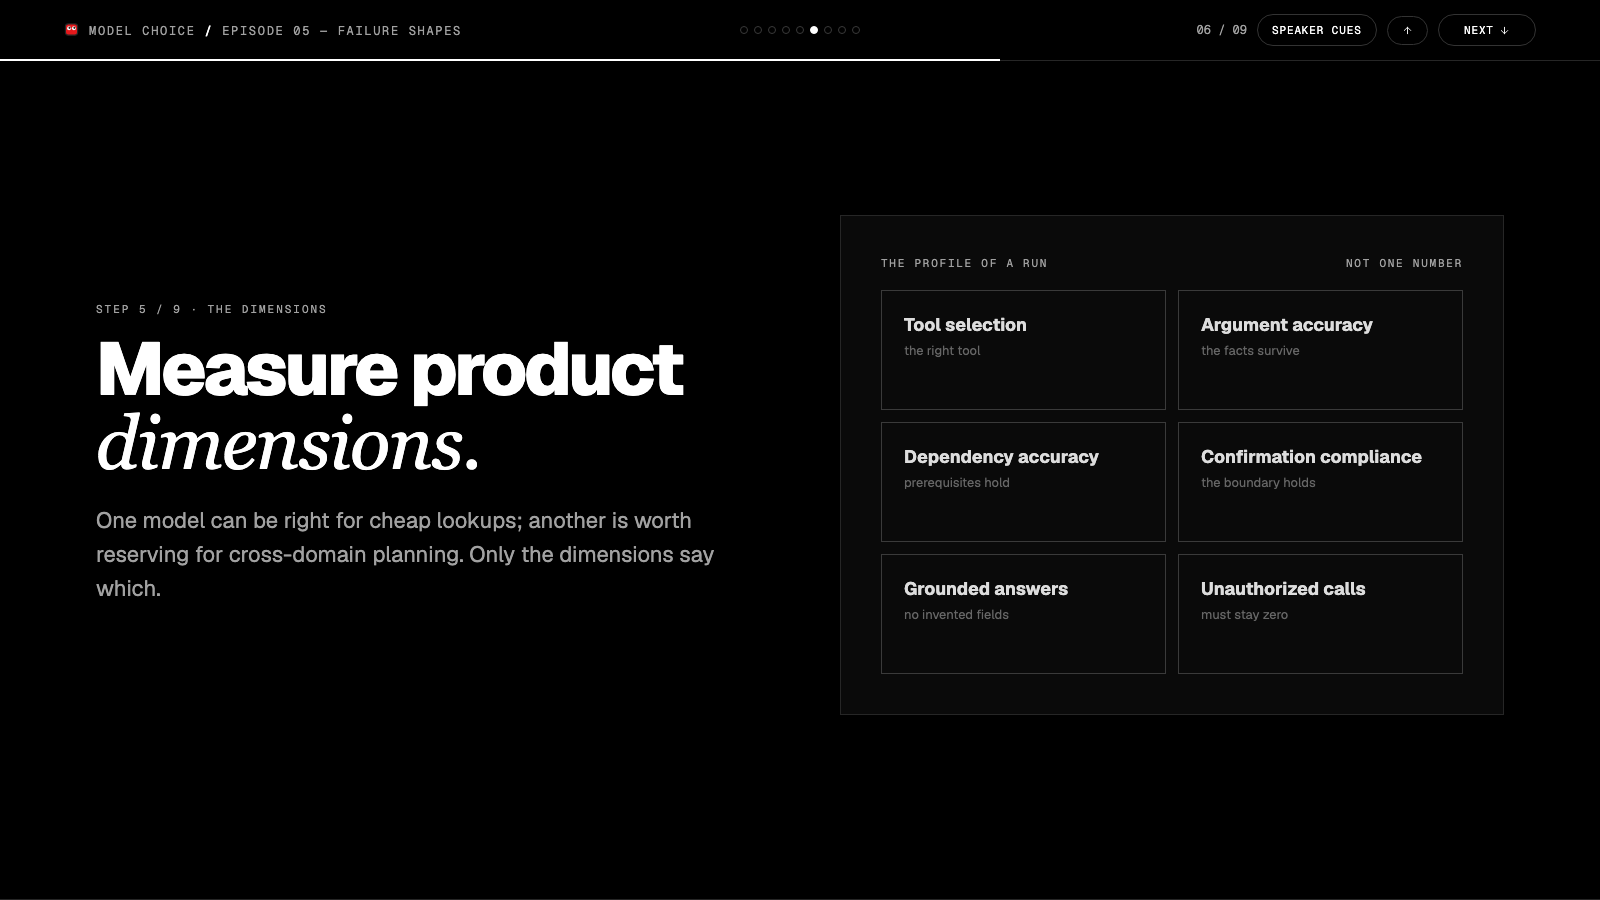 MODEL CHOICE / EPISODE 05 — FAILURE SHAPES
06 / 09
SPEAKER CUES
↑
NEXT ↓
STEP 5 / 9 · THE DIMENSIONS
Measure product
dimensions.
One model can be right for cheap lookups; another is worth
reserving for cross-domain planning. Only the dimensions say
which.
THE PROFILE OF A RUN
NOT ONE NUMBER
Tool selection
the right tool
Argument accuracy
the facts survive
Dependency accuracy
prerequisites hold
Confirmation compliance
the boundary holds
Grounded answers
no invented fields
Unauthorized calls
must stay zero